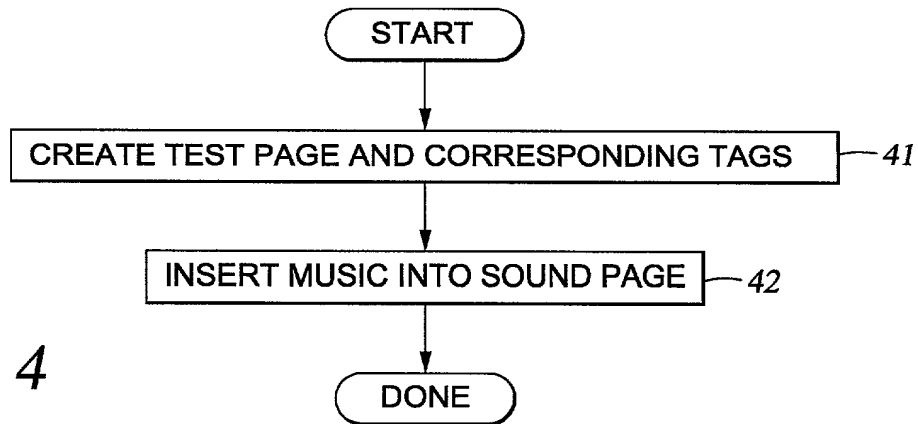 START
CREATE TEST PAGE AND CORRESPONDING TAGS 41
INSERT MUSIC INTO SOUND PAGE 42
4
DONE